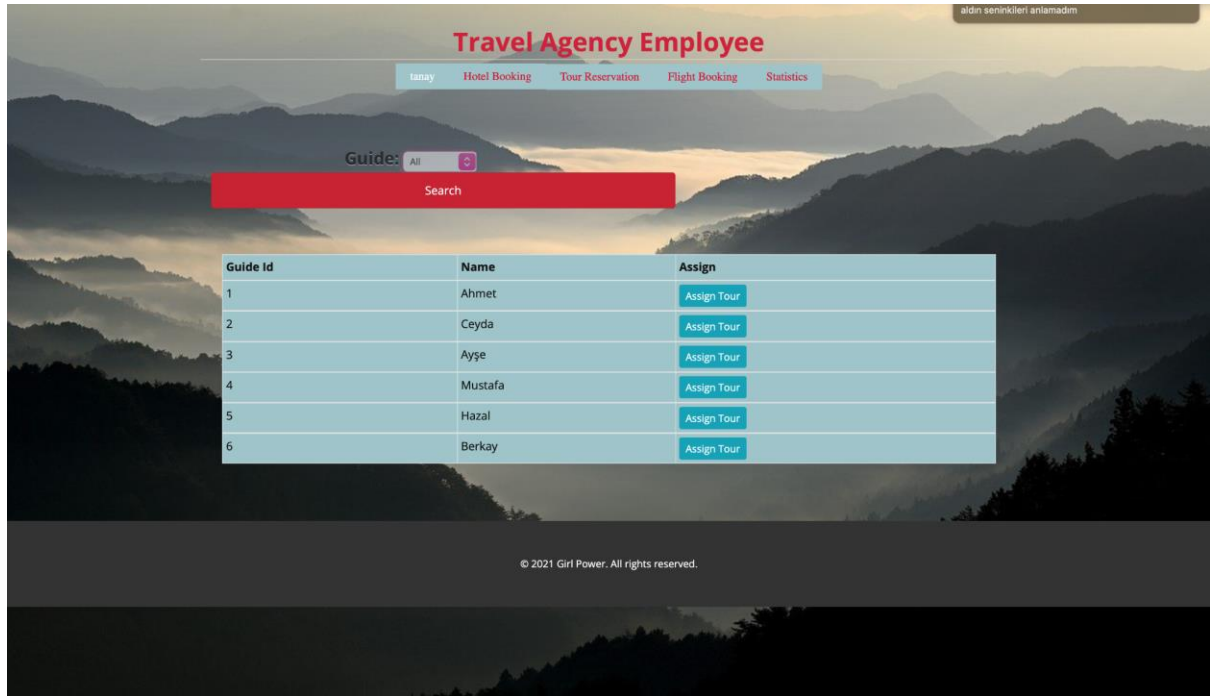 aldın seninkileri anlamadım
Travel Agency Employee
tanay Hotel Booking Tour Reservation Flight Booking Statistics
Guide: All
Search
Guide Id Name Assign
1 Ahmet Assign Tour
2 Ceyda Assign Tour
3 Ayşe Assign Tour
4 Mustafa Assign Tour
5 Hazal Assign Tour
6 Berkay Assign Tour
© 2021 Girl Power. All rights reserved.